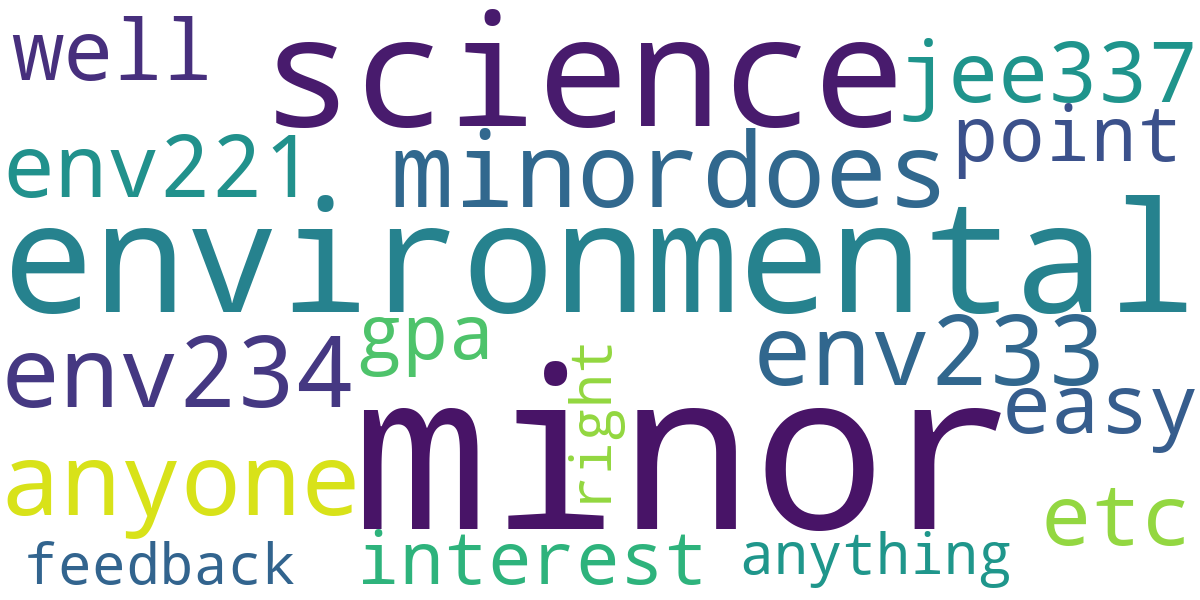 well
science
jee337
point
env221
minordoes
environmental
gpa
env234
env233
right
easy
minor
anyone
etc
feedback
interest
anything